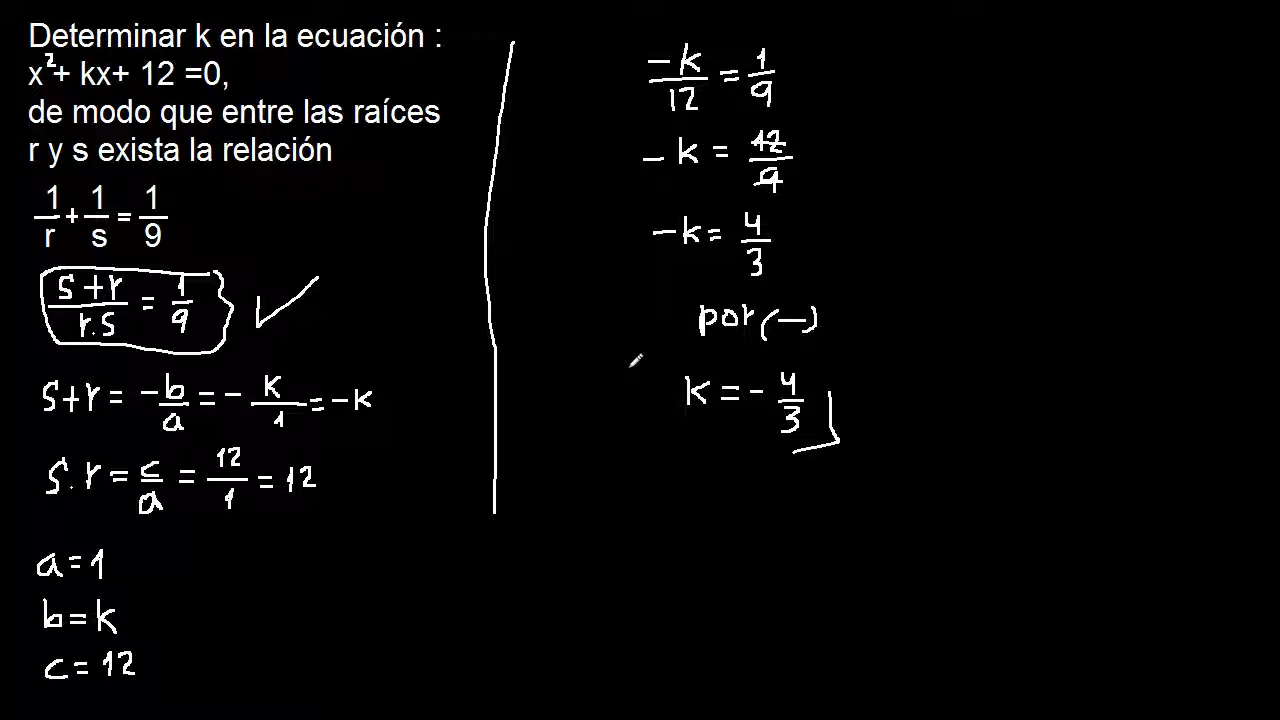 Determinar k en la ecuación :
x²+ kx+ 12 =0,
de modo que entre las raíces
r y s exista la relación
1/r + 1/s = 1/9
s+r/r.s = 1/9
s+r = -b/a = - k/1 = -k
s.r = c/a = 12/1 = 12
a=1
b=k
c=12
-k/12 = 1/9
-k = 12/9
-k= 4/3
por (-)
k = - 4/3